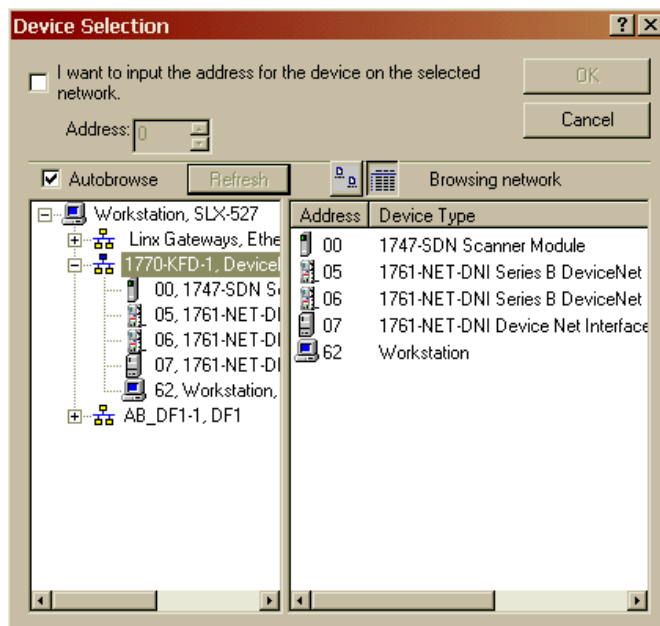 Device Selection
I want to input the address for the device on the selected
network.
OK
Address: 0
Cancel
Autobrowse
Refresh
Browsing network
Workstation, SLX-527
Linx Gateways, Ethe
1770-KFD-1, Devicel
00, 1747-SDN S
05, 1761-NET-DI
06, 1761-NET-DI
07, 1761-NET-DI
62, Workstation,
AB_DF1-1, DF1
Address Device Type
00 1747-SDN Scanner Module
05 1761-NET-DNI Series B DeviceNet
06 1761-NET-DNI Series B DeviceNet
07 1761-NET-DNI Device Net Interface
62 Workstation